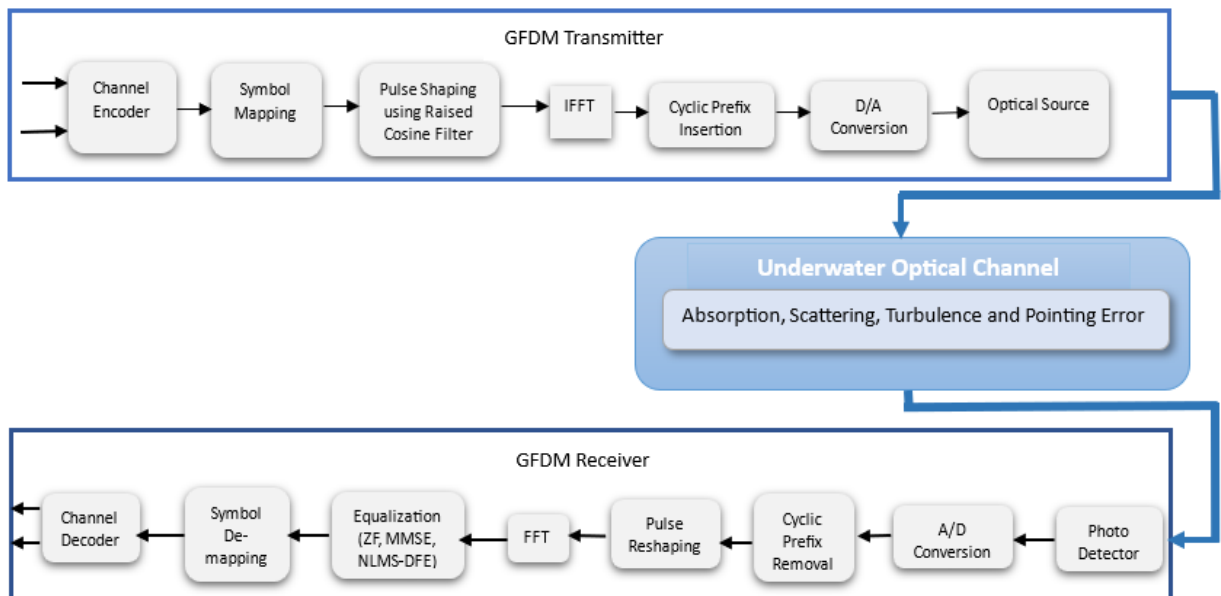 GFDM Transmitter
Channel
Encoder
Symbol
Mapping
Pulse Shaping
using Raised
Cosine Filter
IFFT
Cyclic Prefix
Insertion
D/A
Conversion
Optical Source
Underwater Optical Channel
Absorption, Scattering, Turbulence and Pointing Error
GFDM Receiver
Channel
Decoder
Symbol
De-
mapping
Equalization
(ZF, MMSE,
NLMS-DFE)
FFT
Pulse
Reshaping
Cyclic
Prefix
Removal
A/D
Conversion
Photo
Detector